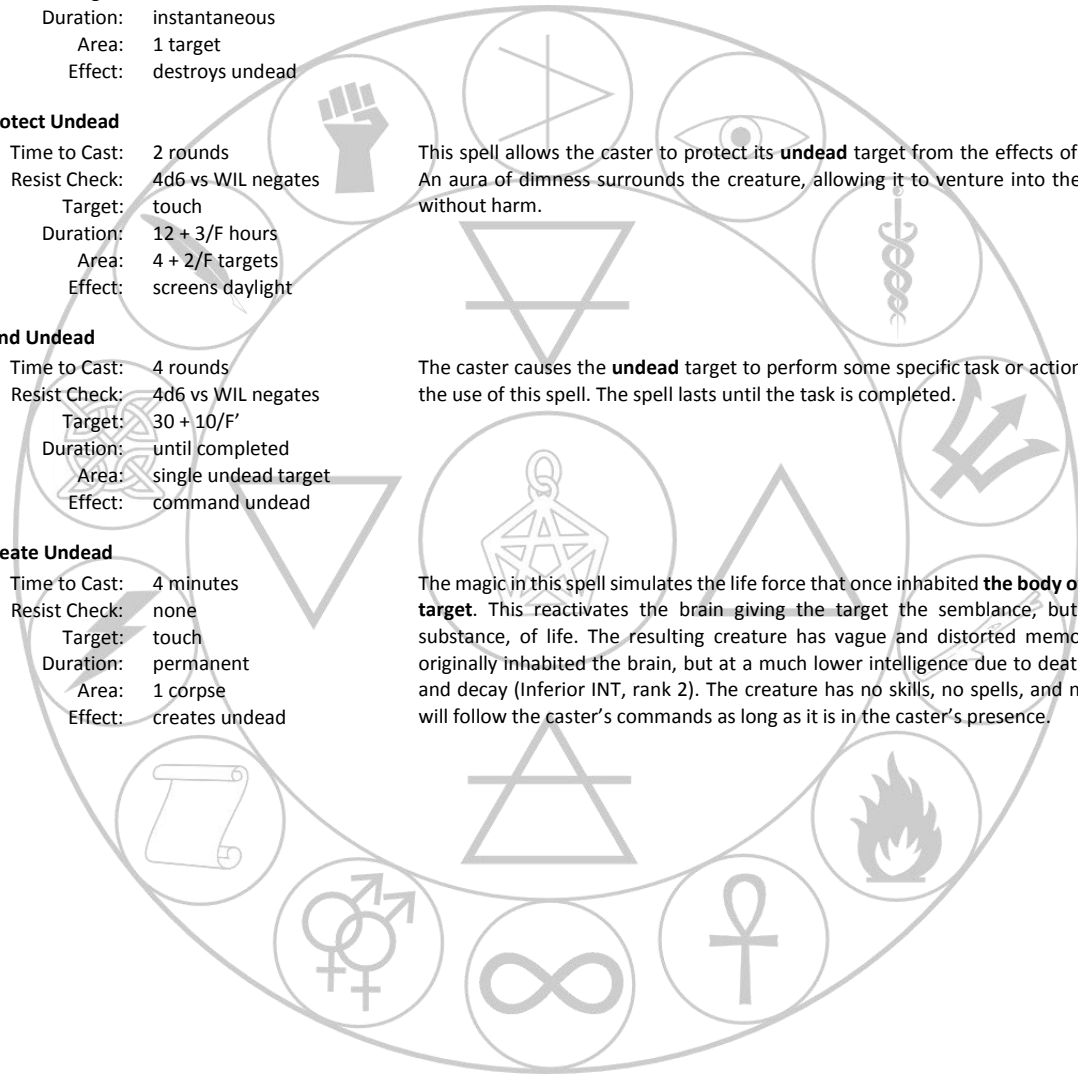 Duration: instantaneous
Area: 1 target
Effect: destroys undead
otect Undead
Time to Cast: 2 rounds
Resist Check: 4d6 vs WIL negates
Target: touch
Duration: 12 + 3/F hours
Area: 4 + 2/F targets
Effect: screens daylight
This spell allows the caster to protect its undead target from the effects of
An aura of dimness surrounds the creature, allowing it to venture into the
without harm.
nd Undead
Time to Cast: 4 rounds
Resist Check: 4d6 vs WIL negates
Target: 30 + 10/F’
Duration: until completed
Area: single undead target
Effect: command undead
The caster causes the undead target to perform some specific task or action
the use of this spell. The spell lasts until the task is completed.
eate Undead
Time to Cast: 4 minutes
Resist Check: none
Target: touch
Duration: permanent
Area: 1 corpse
Effect: creates undead
The magic in this spell simulates the life force that once inhabited the body o
target. This reactivates the brain giving the target the semblance, but
substance, of life. The resulting creature has vague and distorted memo
originally inhabited the brain, but at a much lower intelligence due to deat
and decay (Inferior INT, rank 2). The creature has no skills, no spells, and n
will follow the caster’s commands as long as it is in the caster’s presence.